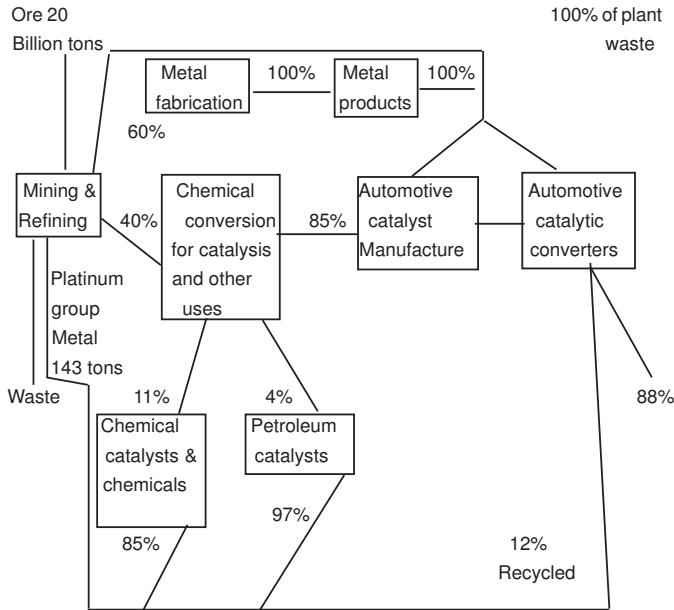 Ore 20
Billion tons
100% of plant
waste
Metal
fabrication
100%
Metal
products
100%
60%
Mining &
Refining
40%
Chemical
conversion
for catalysis
and other
uses
85%
Automotive
catalyst
Manufacture
Automotive
catalytic
converters
Platinum
group
Metal
143 tons
Waste
11%
4%
88%
Chemical
catalysts &
chemicals
Petroleum
catalysts
97%
85%
12%
Recycled